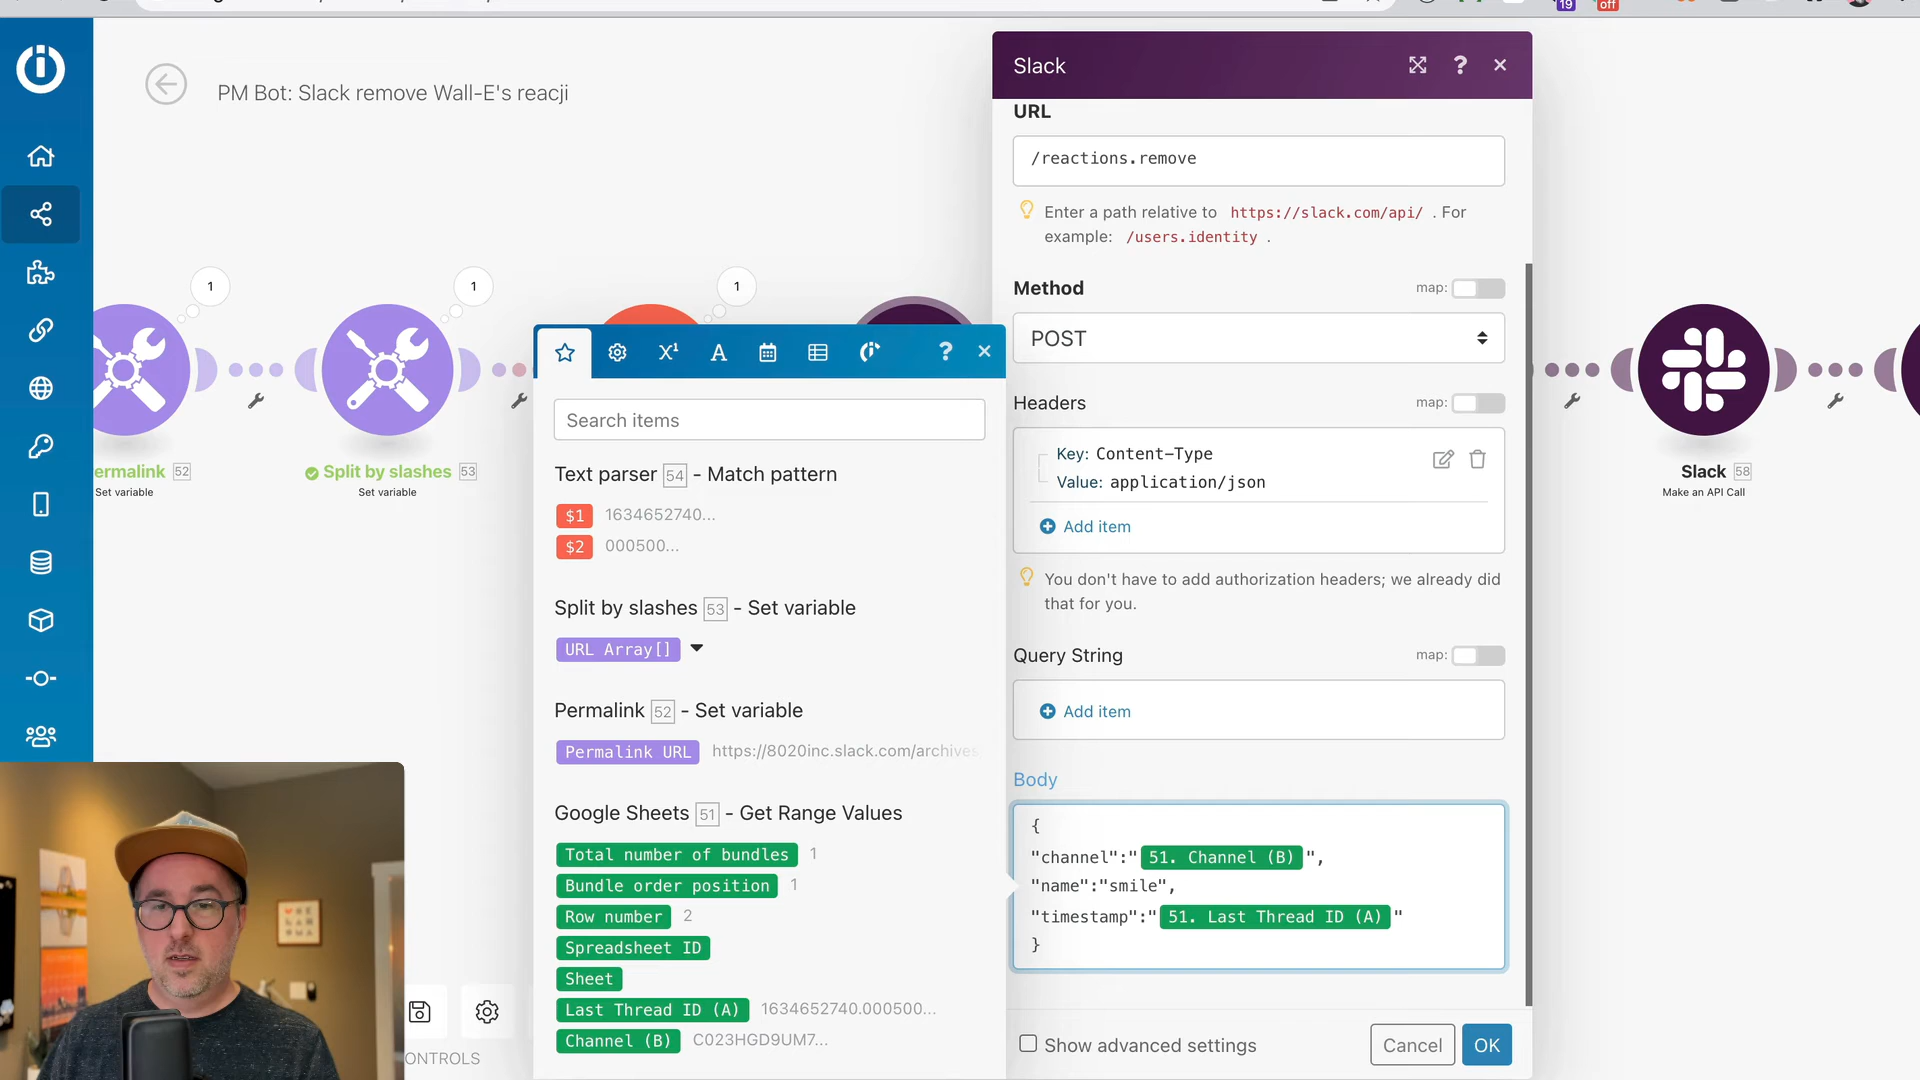 19
off
PM Bot: Slack remove Wall-E's reacji
Slack
URL
/reactions.remove
Enter a path relative to https://slack.com/api/ . For
example: /users.identity .
Method
map:
POST
Headers
map:
Key: Content-Type
Value: application/json
Add item
You don't have to add authorization headers; we already did
that for you.
Query String
map:
Add item
Body
{
"channel":" 51. Channel (B) ",
"name":"smile",
"timestamp":" 51. Last Thread ID (A) "
}
Show advanced settings
Cancel
OK
1
1
1
ermalink 52
Set variable
Split by slashes 53
Set variable
Slack 58
Make an API Call
Search items
Text parser 54 - Match pattern
$1 1634652740...
$2 000500...
Split by slashes 53 - Set variable
URL Array[]
Permalink 52 - Set variable
Permalink URL https://8020inc.slack.com/archives
Google Sheets 51 - Get Range Values
Total number of bundles 1
Bundle order position 1
Row number 2
Spreadsheet ID
Sheet
Last Thread ID (A) 1634652740.000500...
Channel (B) C023HGD9UM7...
ONTROLS